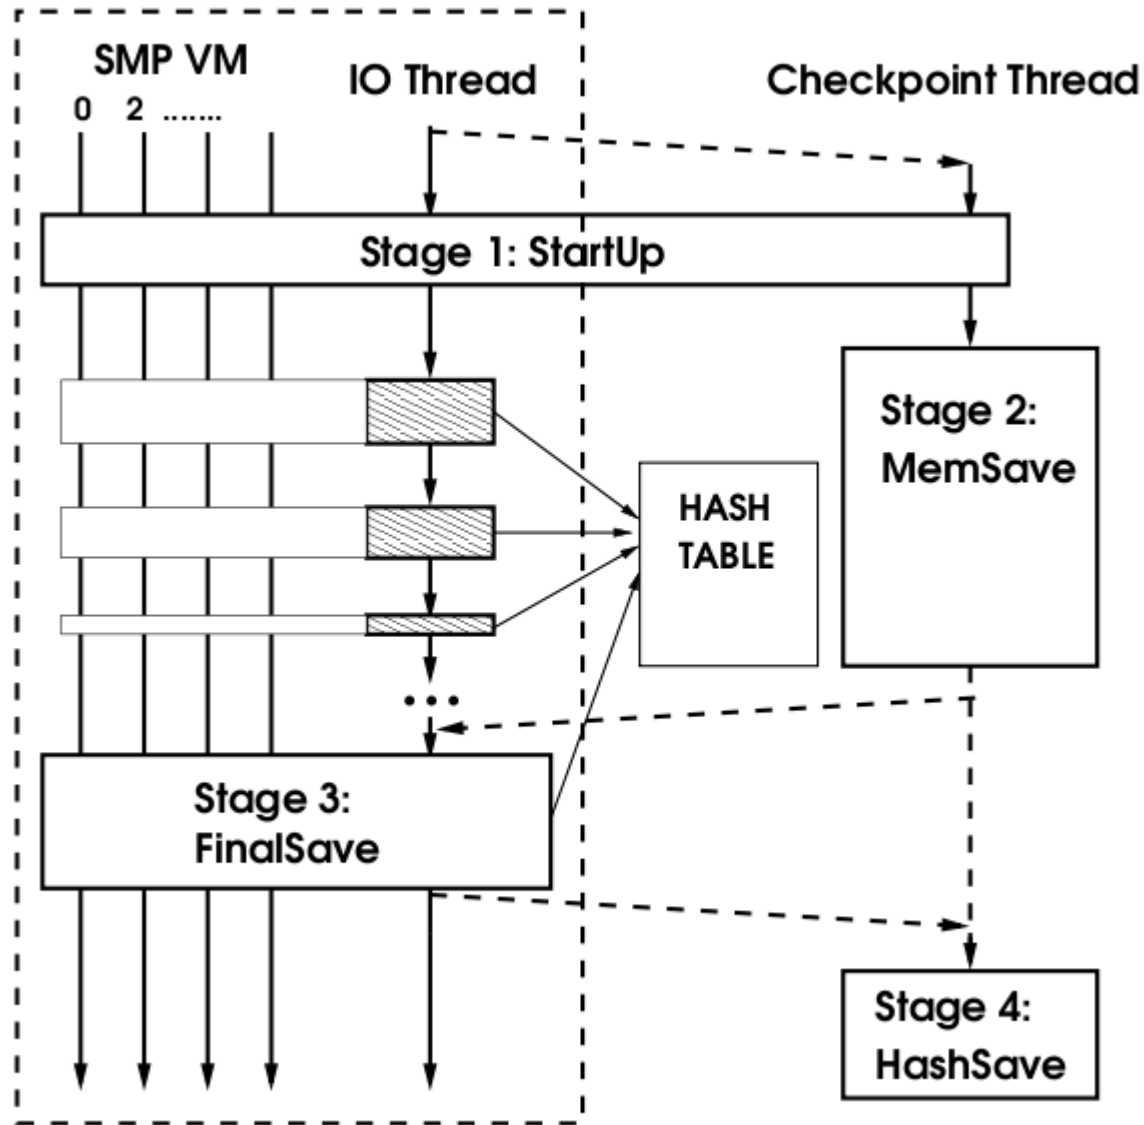 SMP VM
IO Thread
Checkpoint Thread
0 2 .......
Stage 1: StartUp
Stage 2:
MemSave
HASH
TABLE
...
Stage 3:
FinalSave
Stage 4:
HashSave